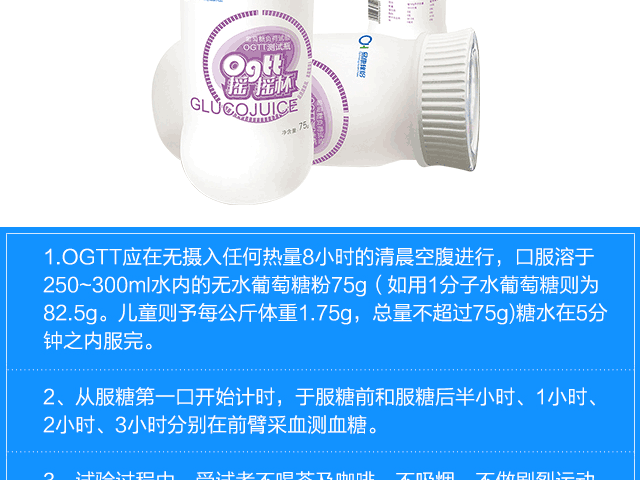 葡萄糖负荷试验
OGTT测试瓶
Ogtt
摇摇杯
GLUCOJUICE
净含量: 75g
1.OGTT应在无摄入任何热量8小时的清晨空腹进行，口服溶于
250~300ml水内的无水葡萄糖粉75g（如用1分子水葡萄糖则为
82.5g。儿童则予每公斤体重1.75g，总量不超过75g)糖水在5分
钟之内服完。
2、从服糖第一口开始计时，于服糖前和服糖后半小时、1小时、
2小时、3小时分别在前臂采血测血糖。
3、试验过程中，受试者不喝茶及咖啡，不吸烟，不做剧烈运动